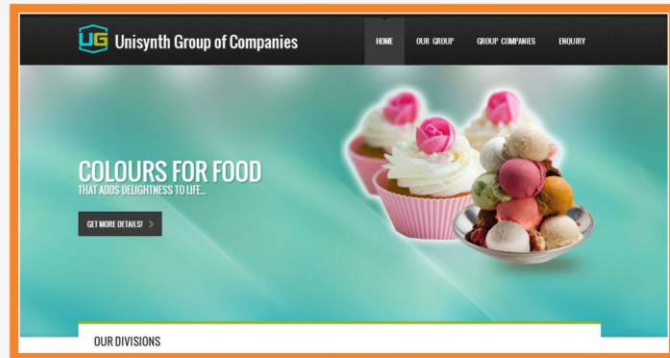 UG Unisynth Group of Companies
HOME OUR GROUP GROUP COMPANIES ENQUIRY
COLOURS FOR FOOD
THAT ADDS DELIGHTNESS TO LIFE...
GET MORE DETAILS! >
OUR DIVISIONS